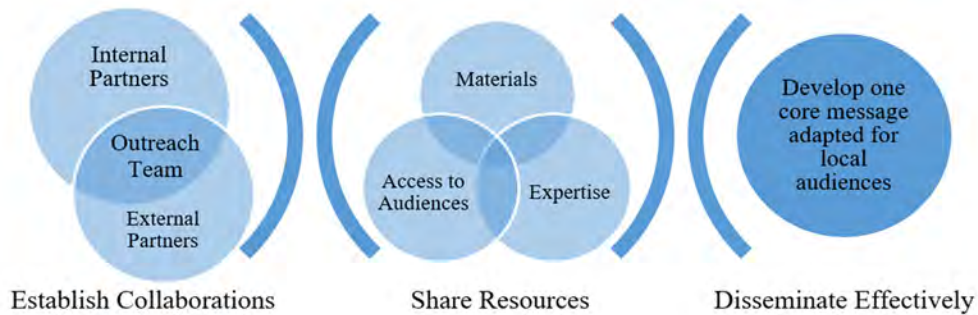 Internal
Partners
Outreach
Team
External
Partners
Establish Collaborations
Materials
Access to
Audiences
Expertise
Share Resources
Develop one
core message
adapted for
local
audiences
Disseminate Effectively